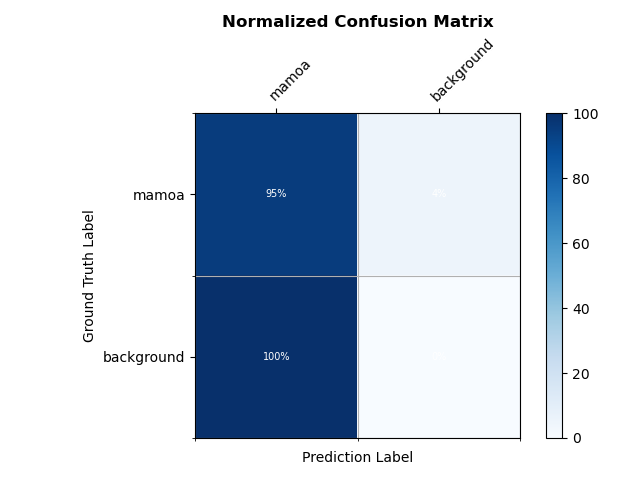 Normalized Confusion Matrix
mamoa
background
100
80
60
40
20
0
mamoa
95%
4%
background
100%
Ground Truth Label
Prediction Label